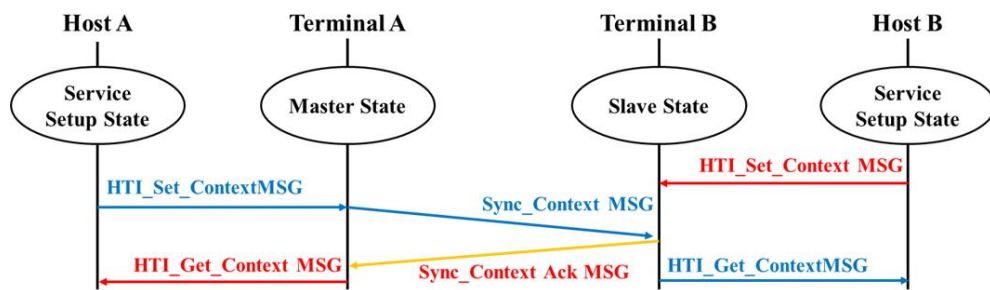 Host A
Terminal A
Terminal B
Host B
Service
Setup State
Master State
Slave State
Service
Setup State
HTI_Set_Context MSG
HTI_Set_ContextMSG
Sync_Context MSG
HTI_Get_Context MSG
Sync_Context Ack MSG
HTI_Get_ContextMSG